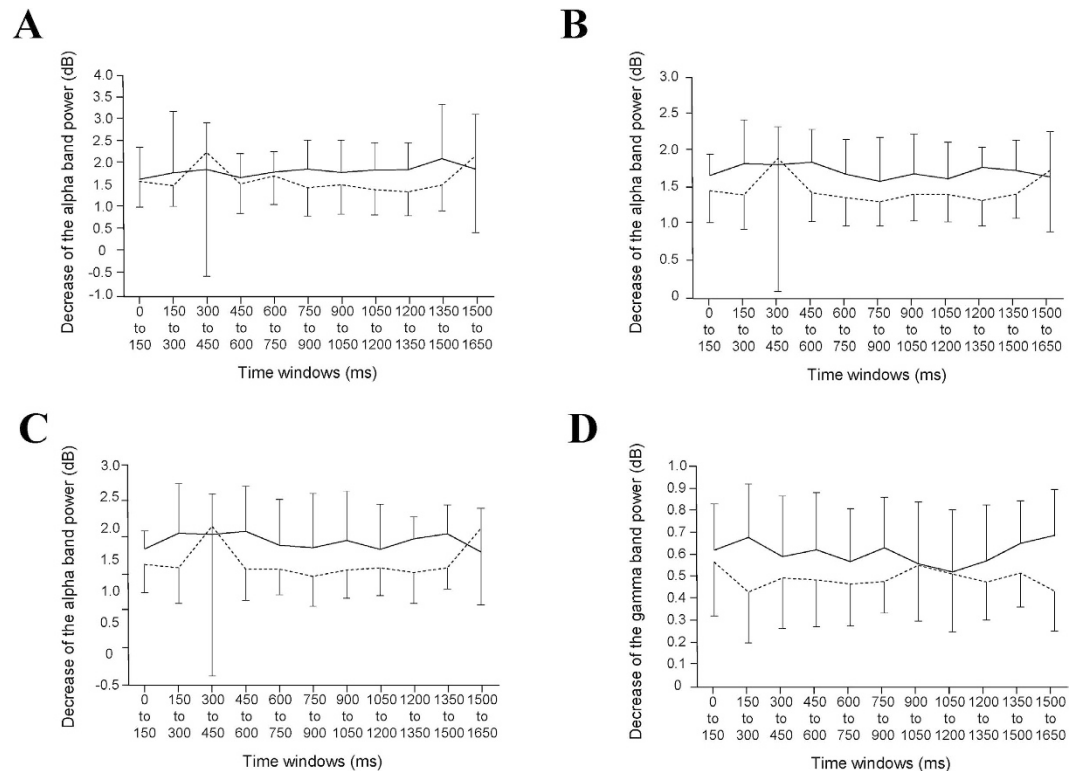 A
Decrease of the alpha band power (dB)
4.0
3.5
3.0
2.5
2.0
1.5
1.0
0.5
0
-0.5
-1.0
0 150 300 450 600 750 900 1050 1200 1350 1500
to to to to to to to to to to to
150 300 450 600 750 900 1050 1200 1350 1500 1650
Time windows (ms)
B
Decrease of the alpha band power (dB)
3.0
2.5
2.0
1.5
1.0
0.5
0
0 150 300 450 600 750 900 1050 1200 1350 1500
to to to to to to to to to to to
150 300 450 600 750 900 1050 1200 1350 1500 1650
Time windows (ms)
C
Decrease of the alpha band power (dB)
3.0
2.5
2.0
1.5
1.0
0.5
0
-0.5
0 150 300 450 600 750 900 1050 1200 1350 1500
to to to to to to to to to to to
150 300 450 600 750 900 1050 1200 1350 1500 1650
Time windows (ms)
D
Decrease of the gamma band power (dB)
1.0
0.9
0.8
0.7
0.6
0.5
0.4
0.3
0.2
0.1
0
0 150 300 450 600 750 900 1050 1200 1350 1500
to to to to to to to to to to to
150 300 450 600 750 900 1050 1200 1350 1500 1650
Time windows (ms)